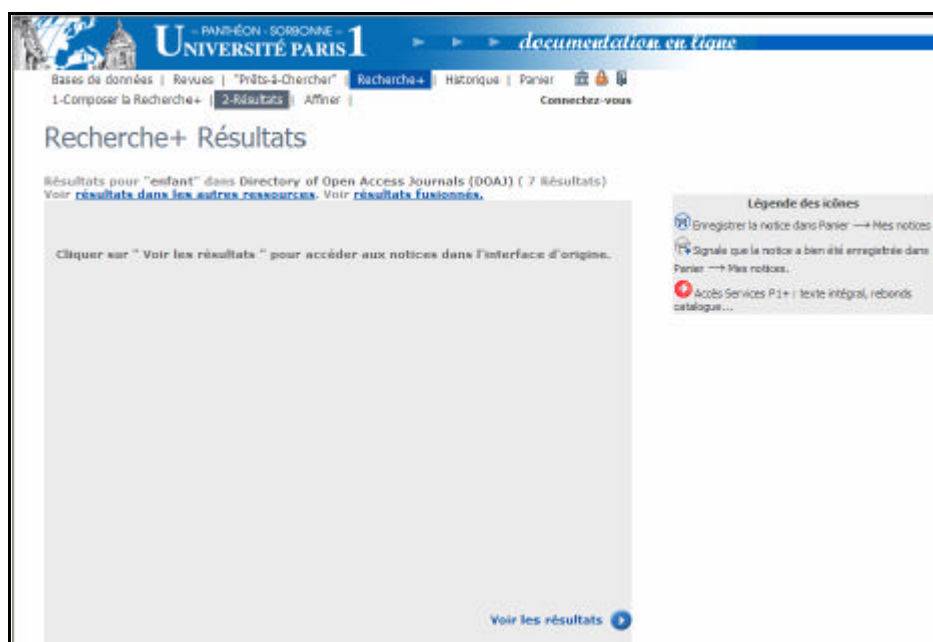 – PANTHÉON - SORBONNE –
UNIVERSITÉ PARIS 1
documentation en ligne
Bases de données | Revues | "Prêts-à-Chercher" | Recherche+ | Historique | Panier
1-Composer la Recherche+ | 2-Résultats | Affiner |
Connectez-vous
Recherche+ Résultats
Résultats pour "enfant" dans Directory of Open Access Journals (DOAJ) ( 7 Résultats)
Voir résultats dans les autres ressources. Voir résultats fusionnés.
Cliquer sur " Voir les résultats " pour accéder aux notices dans l'interface d'origine.
Voir les résultats
Légende des icônes
Enregistrer la notice dans Panier → Mes notices
Signale que la notice a bien été enregistrée dans
Panier → Mes notices.
Accès Services P1+ : texte intégral, rebonds
catalogue...